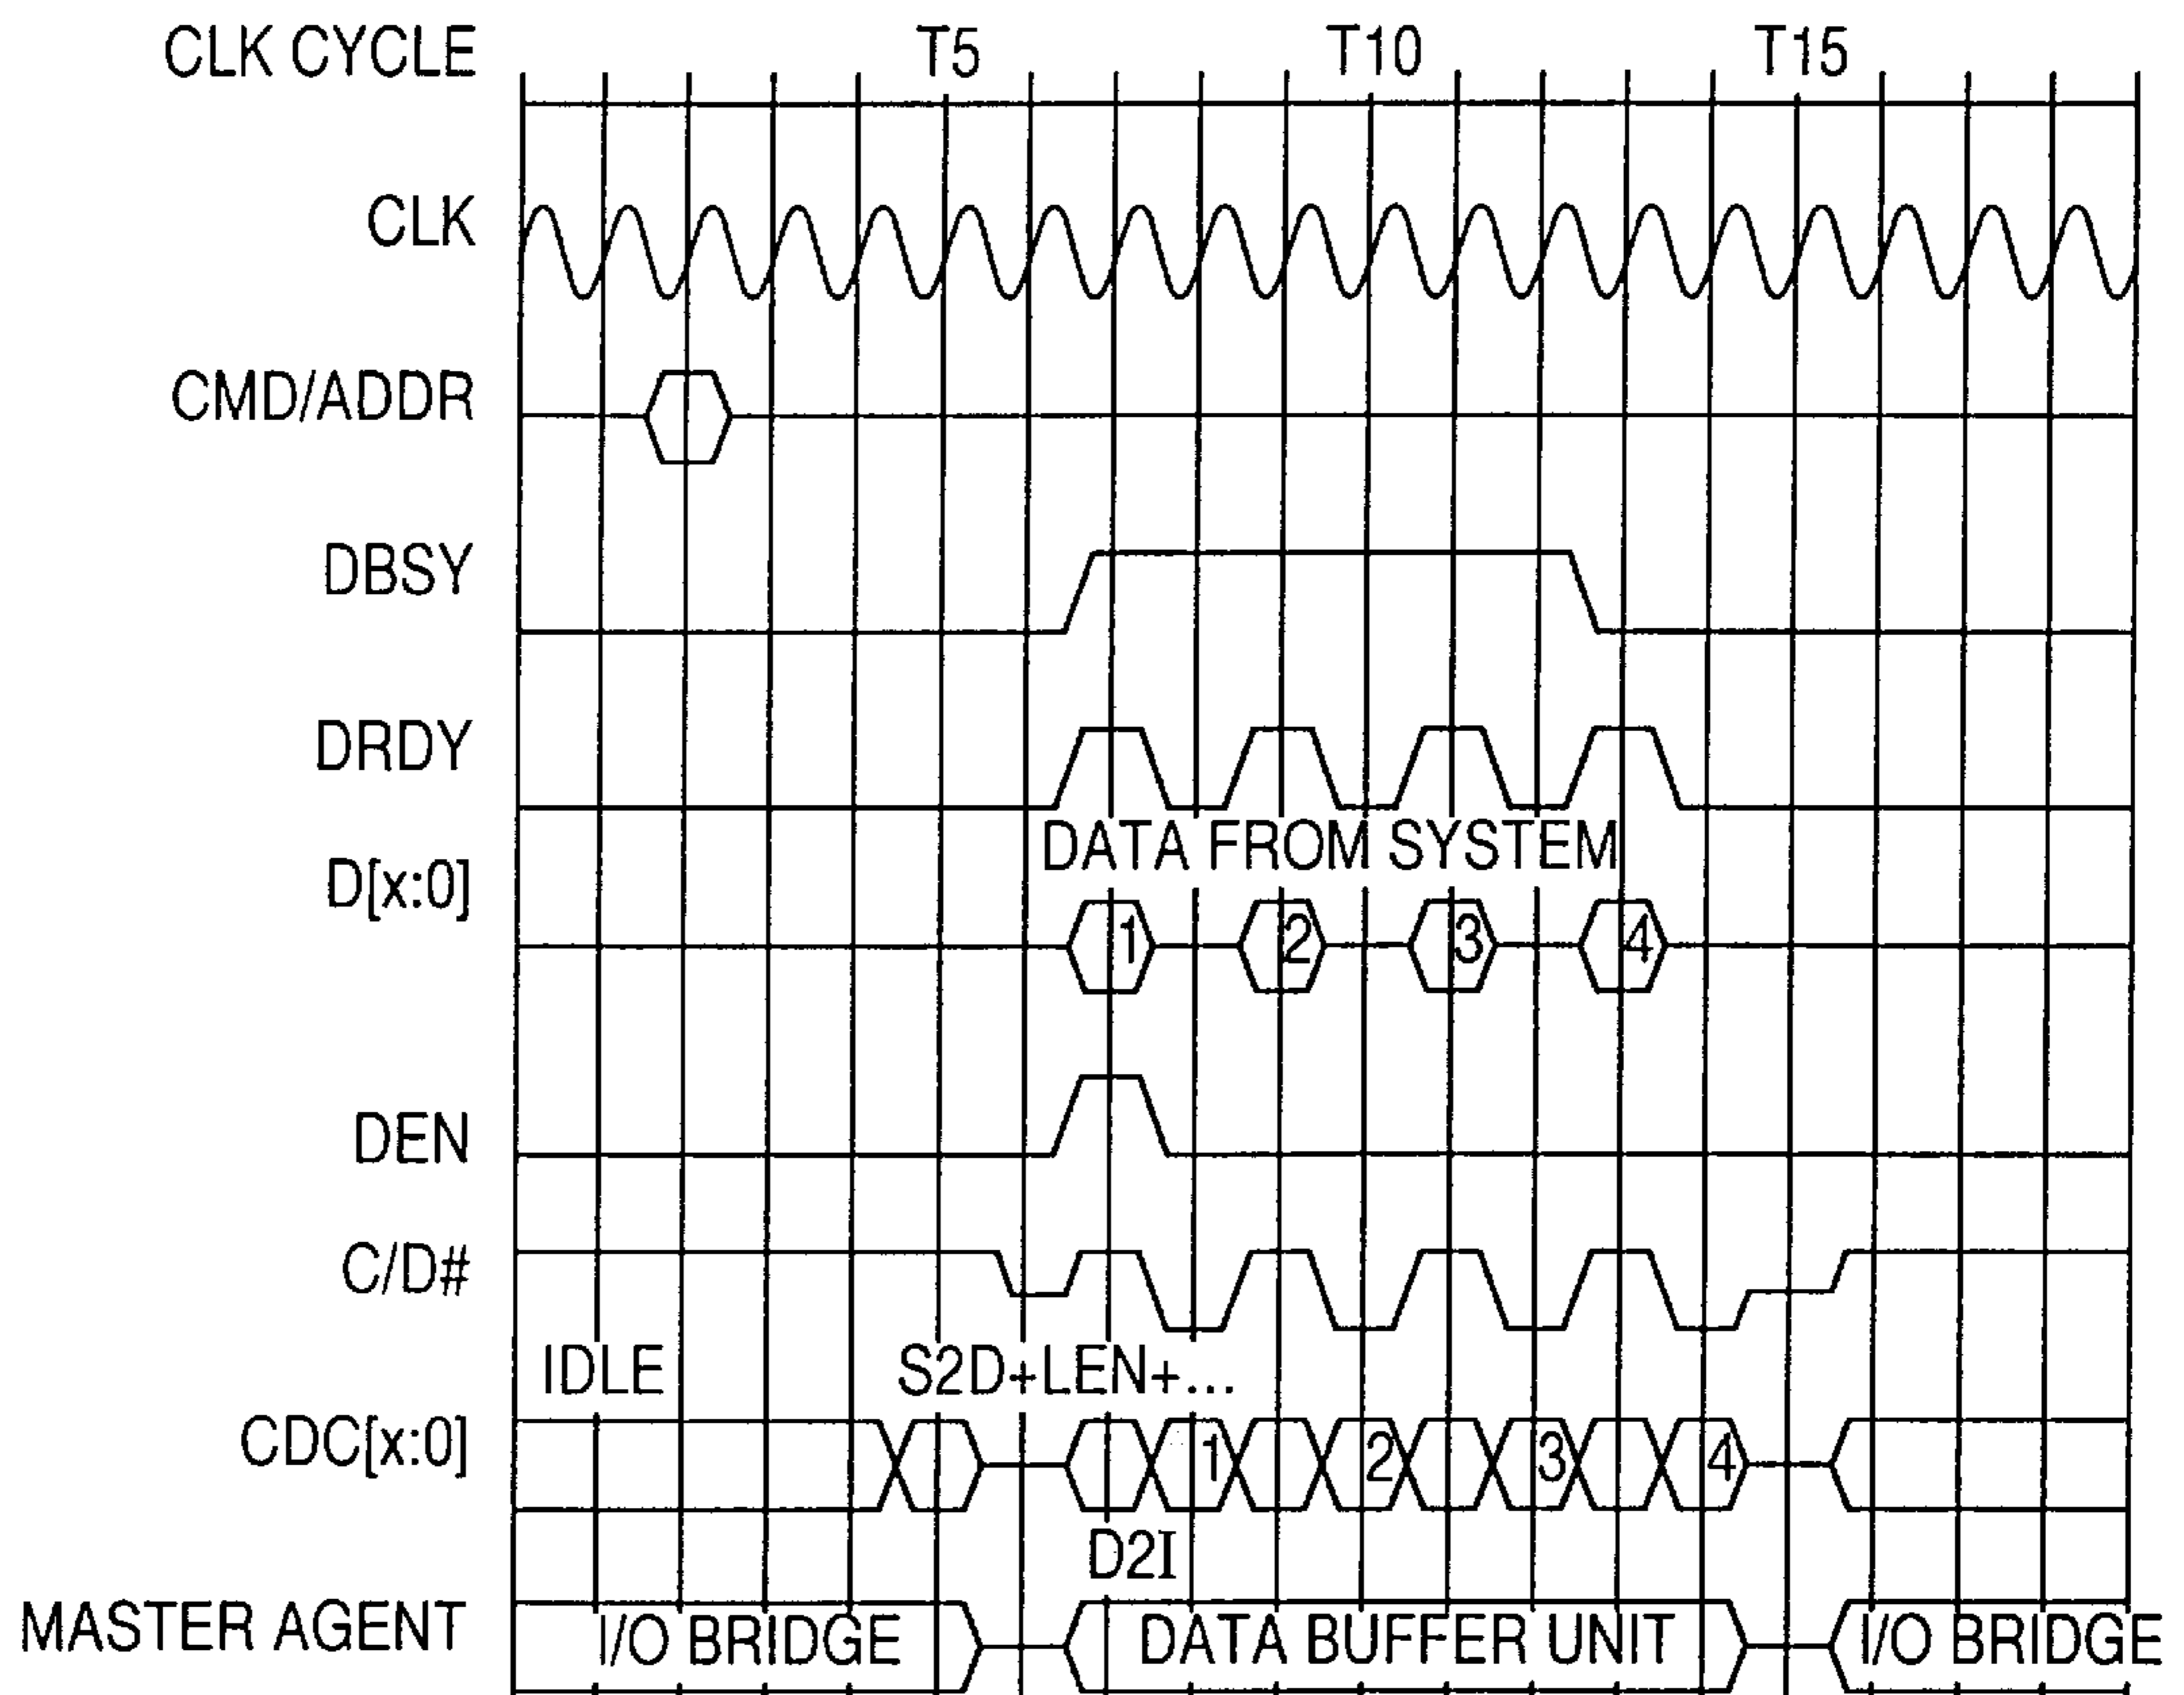 CLK CYCLE T5 T10 T15
CLK
CMD/ADDR
DBSY
DRDY
DATA FROM SYSTEM
D[x:0]
1 2 3 4
DEN
C/D#
IDLE S2D+LEN+...
CDC[x:0] 1 2 3 4
D2I
MASTER AGENT I/O BRIDGE DATA BUFFER UNIT I/O BRIDGE